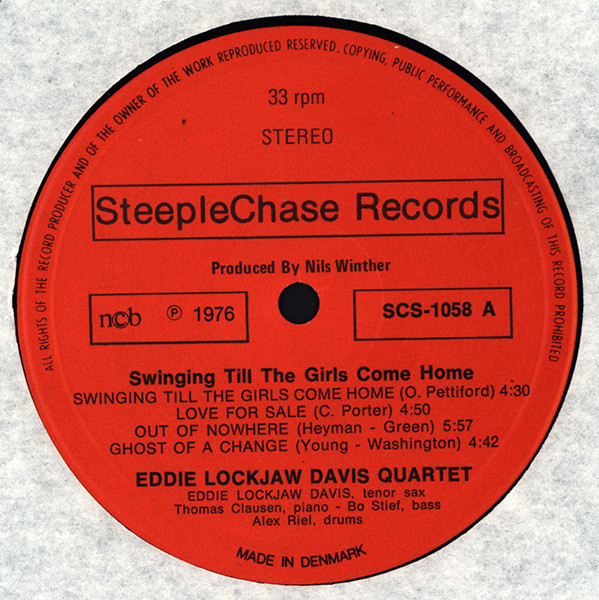 ALL RIGHTS OF THE RECORD PRODUCER AND OF THE OWNER OF THE WORK REPRODUCED RESERVED. COPYING, PUBLIC PERFORMANCE AND BROADCASTING OF THIS RECORD PROHIBITED
33 rpm
STEREO
SteepleChase Records
Produced By Nils Winther
ncb ℗ 1976
SCS-1058 A
Swinging Till The Girls Come Home
SWINGING TILL THE GIRLS COME HOME (O. Pettiford) 4:30
LOVE FOR SALE (C. Porter) 4:50
OUT OF NOWHERE (Heyman - Green) 5:57
GHOST OF A CHANGE (Young - Washington) 4:42
EDDIE LOCKJAW DAVIS QUARTET
EDDIE LOCKJAW DAVIS, tenor sax
Thomas Clausen, piano - Bo Stief, bass
Alex Riel, drums
MADE IN DENMARK